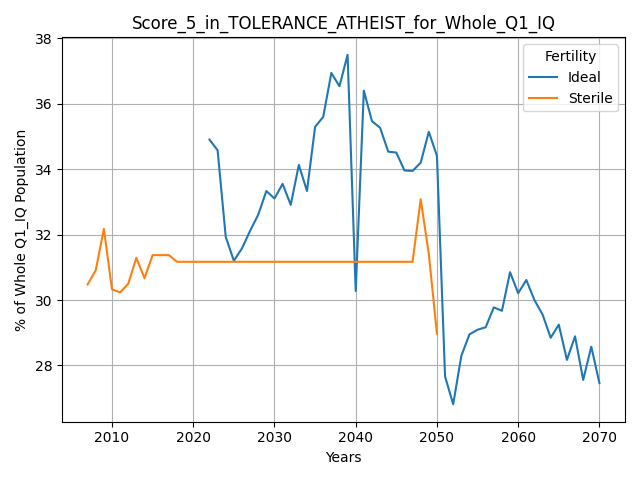 Score_5_in_TOLERANCE_ATHEIST_for_Whole_Q1_IQ
Fertility
Ideal
Sterile
% of Whole Q1_IQ Population
38
36
34
32
30
28
2010
2020
2030
2040
2050
2060
2070
Years